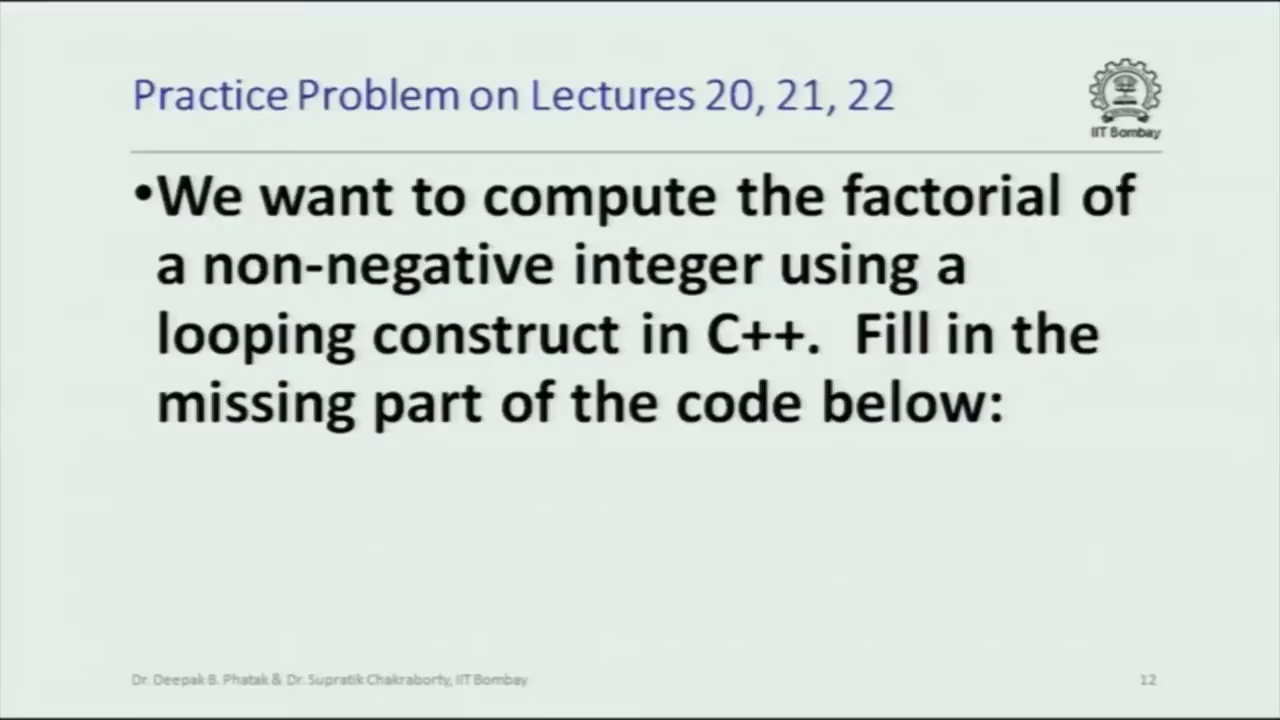 Practice Problem on Lectures 20, 21, 22
IIT Bombay
•We want to compute the factorial of
a non-negative integer using a
looping construct in C++. Fill in the
missing part of the code below:
Dr. Deepak B. Phatak & Dr. Supratik Chakraborty, IIT Bombay
12